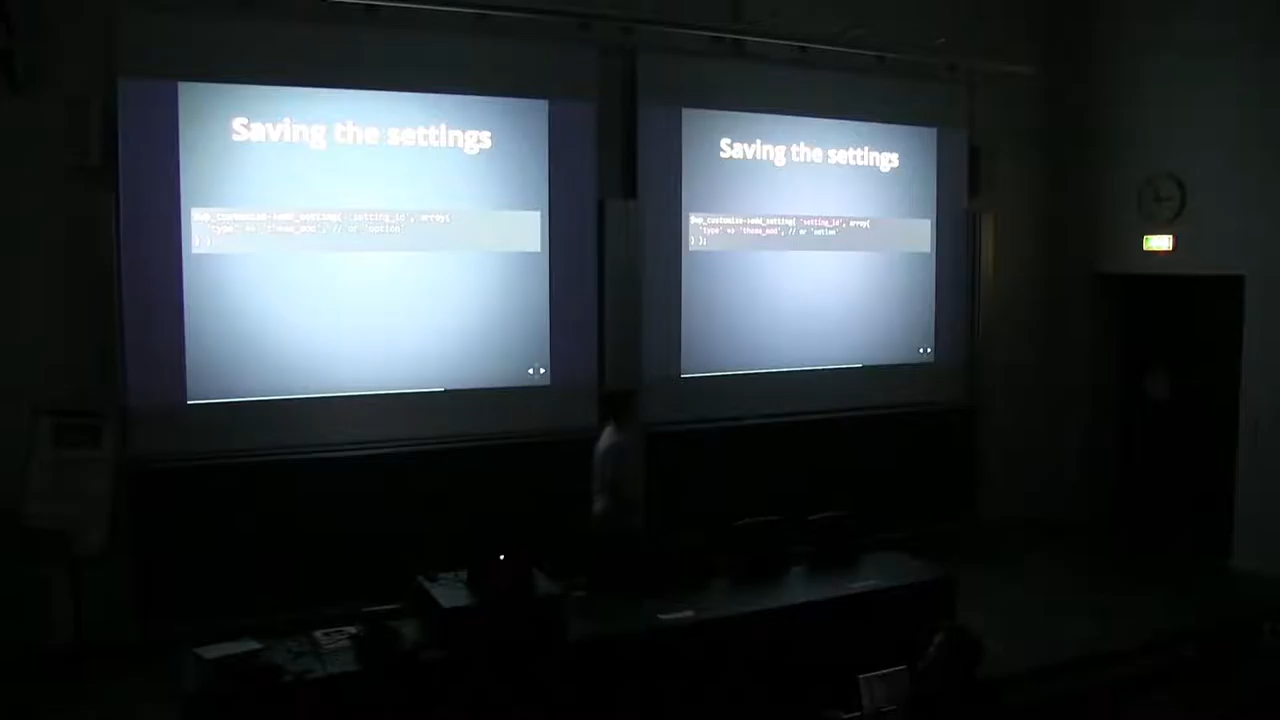 Saving the settings
$wp_customize->add_setting( 'setting_id', array(
'type' => 'theme_mod', // or 'option'
) );
Saving the settings
$wp_customize->add_setting( 'setting_id', array(
'type' => 'theme_mod', // or 'option'
) );